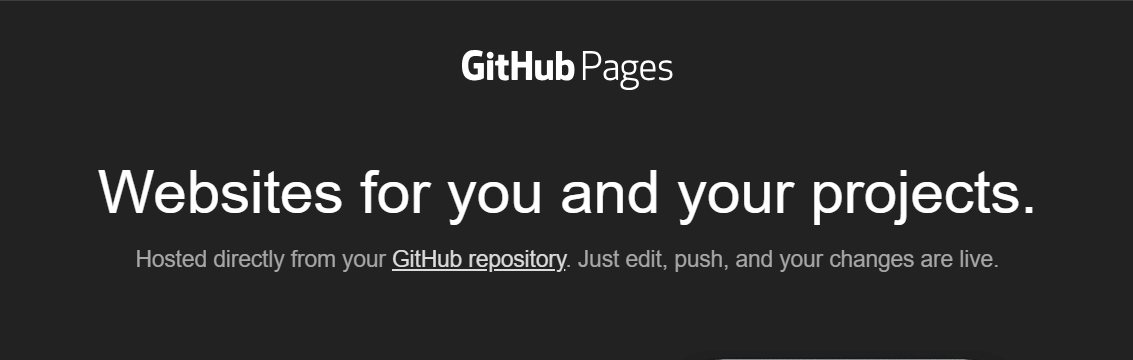 GitHub Pages
Websites for you and your projects.
Hosted directly from your GitHub repository. Just edit, push, and your changes are live.